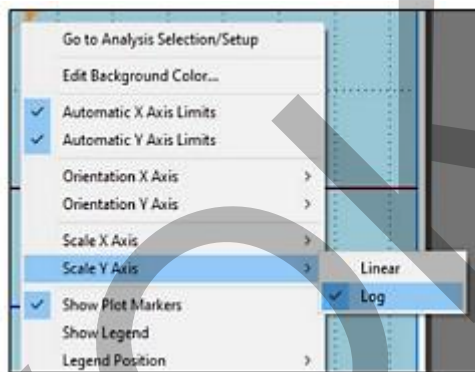 Go to Analysis Selection/Setup
Edit Background Color...
Automatic X Axis Limits
Automatic Y Axis Limits
Orientation X Axis
Orientation Y Axis
Scale X Axis
Scale Y Axis
Linear
Log
Show Plot Markers
Show Legend
Legend Position